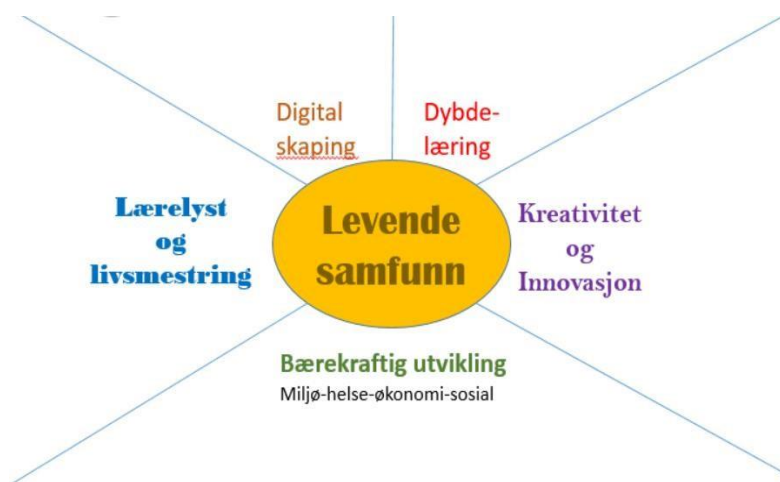 Digital
skaping
Dybde-
læring
Lærelyst
og
livsmestring
Levende
samfunn
Kreativitet
og
Innovasjon
Bærekraftig utvikling
Miljø-helse-økonomi-sosial